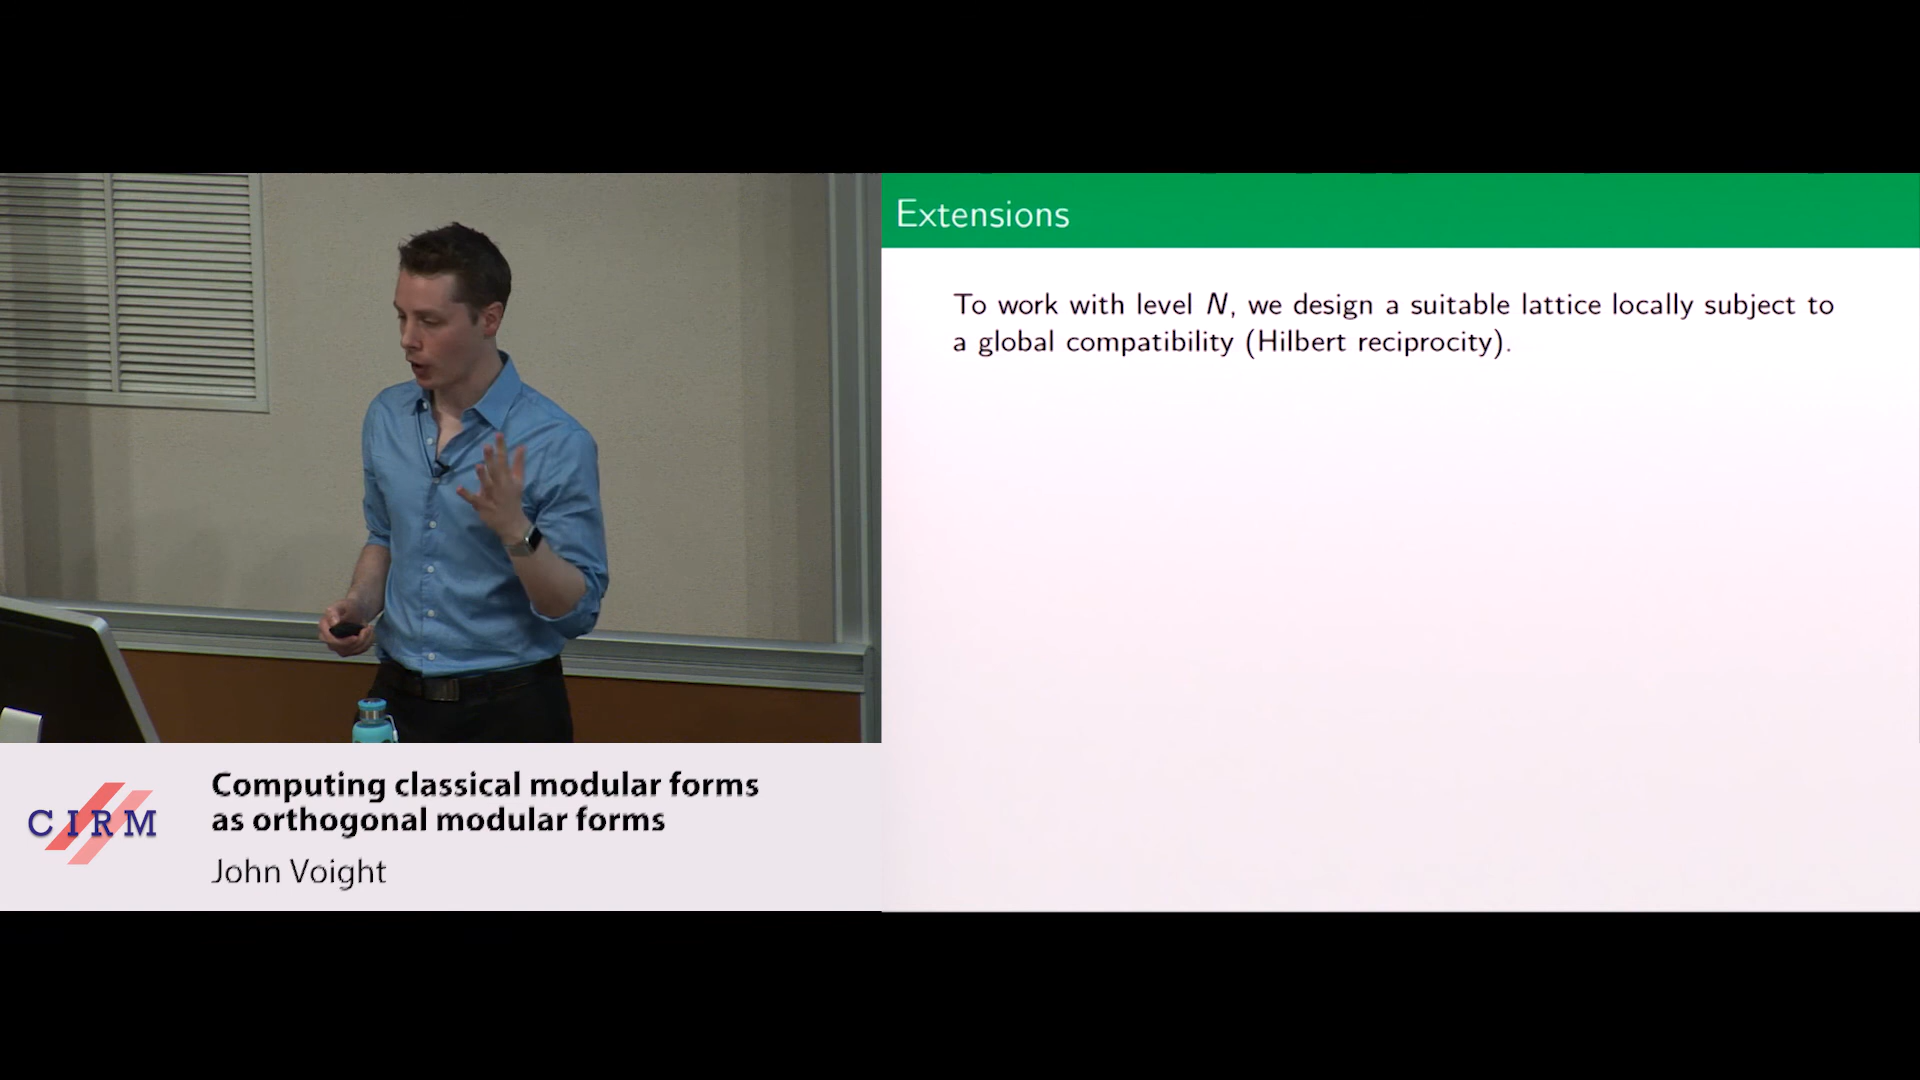 Extensions
To work with level N, we design a suitable lattice locally subject to
a global compatibility (Hilbert reciprocity).
Computing classical modular forms
as orthogonal modular forms
John Voight
CIRM